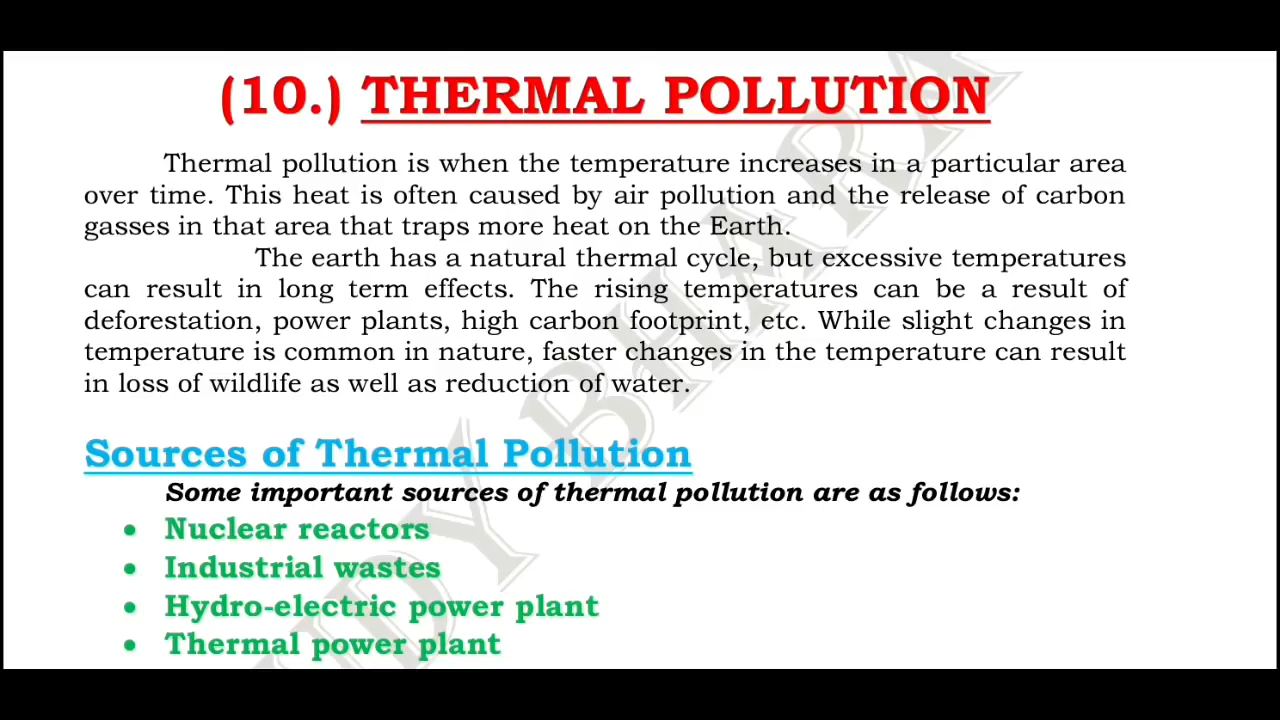 (10.) THERMAL POLLUTION
Thermal pollution is when the temperature increases in a particular area
over time. This heat is often caused by air pollution and the release of carbon
gasses in that area that traps more heat on the Earth.
The earth has a natural thermal cycle, but excessive temperatures
can result in long term effects. The rising temperatures can be a result of
deforestation, power plants, high carbon footprint, etc. While slight changes in
temperature is common in nature, faster changes in the temperature can result
in loss of wildlife as well as reduction of water.
Sources of Thermal Pollution
Some important sources of thermal pollution are as follows:
• Nuclear reactors
• Industrial wastes
• Hydro-electric power plant
• Thermal power plant